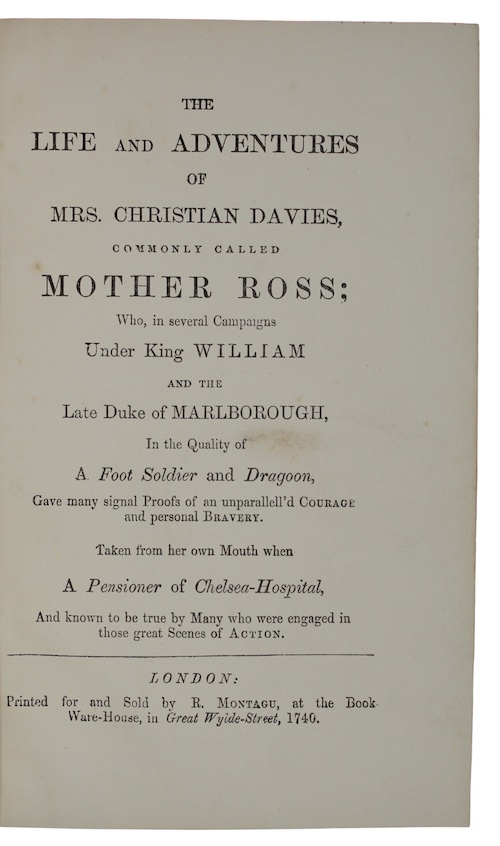 THE
LIFE AND ADVENTURES
OF
MRS. CHRISTIAN DAVIES,
COMMONLY CALLED
MOTHER ROSS;
Who, in several Campaigns
Under King WILLIAM
AND THE
Late Duke of MARLBOROUGH,
In the Quality of
A Foot Soldier and Dragoon,
Gave many signal Proofs of an unparallell'd COURAGE
and personal BRAVERY.
Taken from her own Mouth when
A Pensioner of Chelsea-Hospital,
And known to be true by Many who were engaged in
those great Scenes of ACTION.
LONDON:
Printed for and Sold by R. MONTAGU, at the Book-
Ware-House, in Great Wylde-Street, 1740.